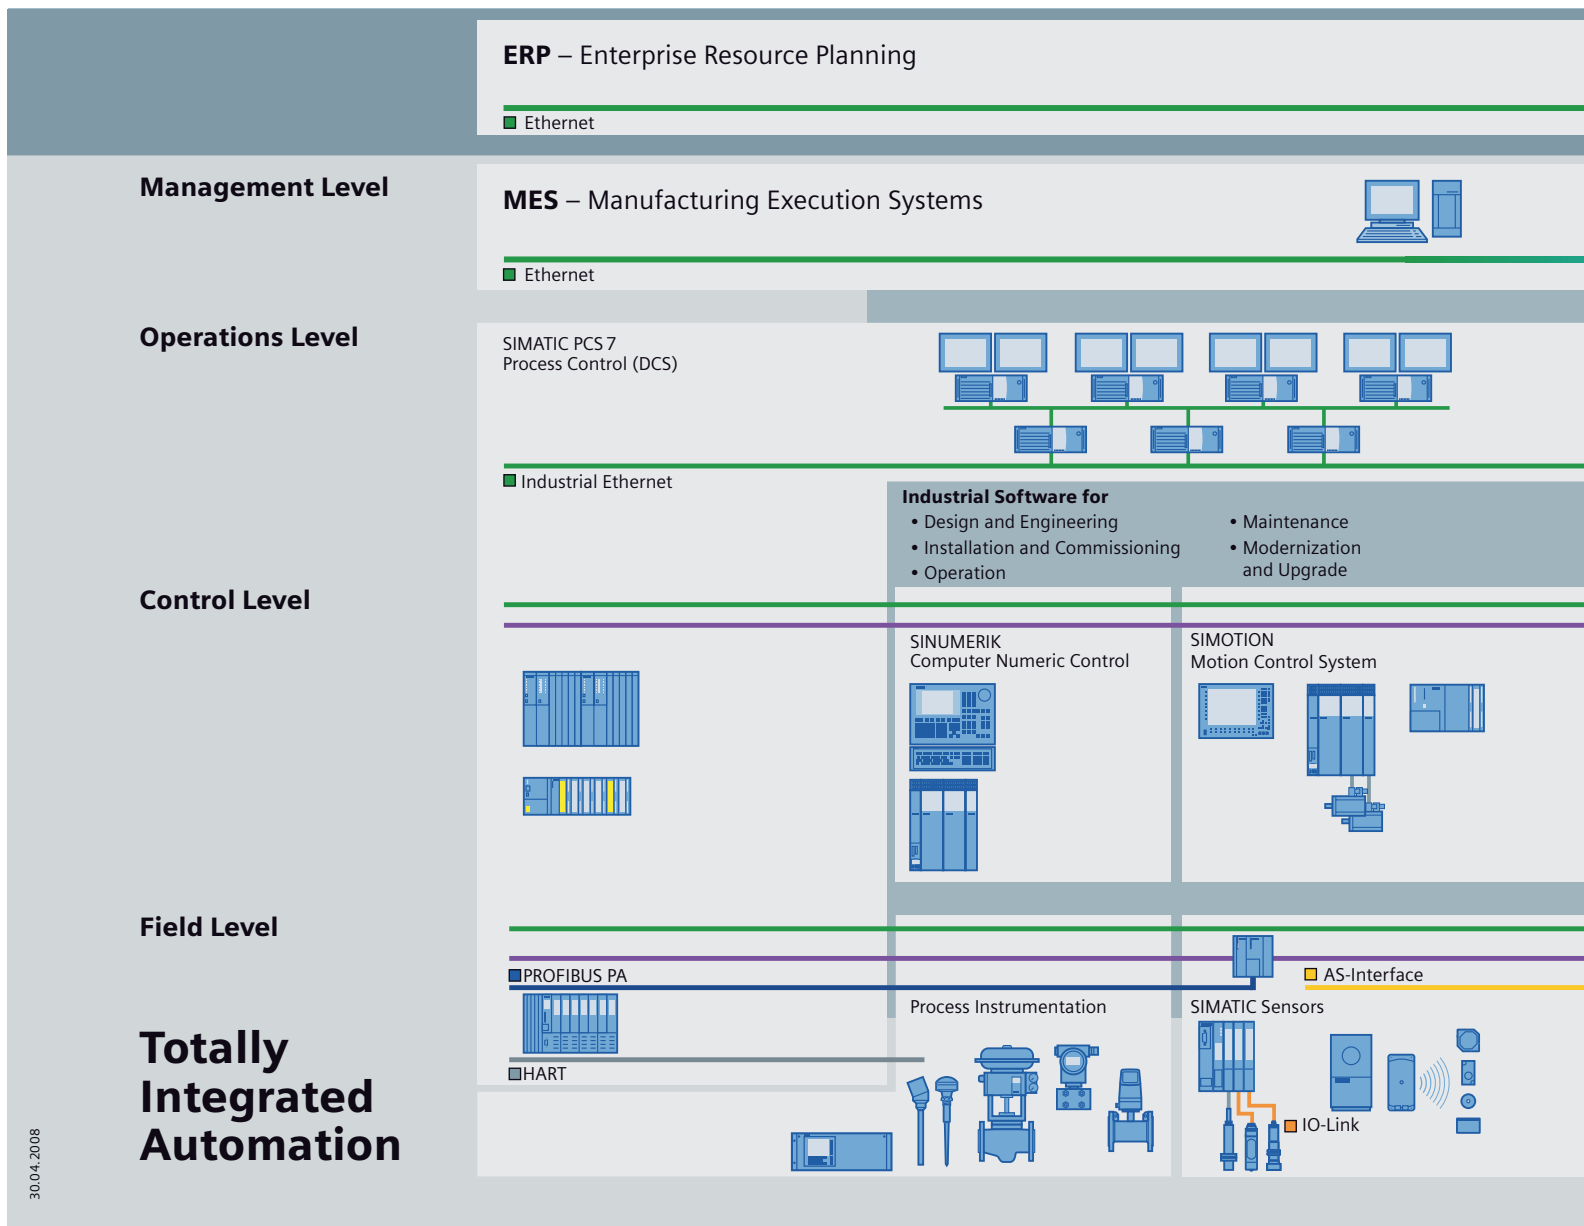 ERP – Enterprise Resource Planning
Ethernet
Management Level
MES – Manufacturing Execution Systems
Ethernet
Operations Level
SIMATIC PCS 7
Process Control (DCS)
Industrial Ethernet
Industrial Software for
• Design and Engineering
• Installation and Commissioning
• Operation
• Maintenance
• Modernization
and Upgrade
Control Level
SINUMERIK
Computer Numeric Control
SIMOTION
Motion Control System
Field Level
PROFIBUS PA
AS-Interface
Process Instrumentation
SIMATIC Sensors
HART
IO-Link
Totally
Integrated
Automation
30.04.2008